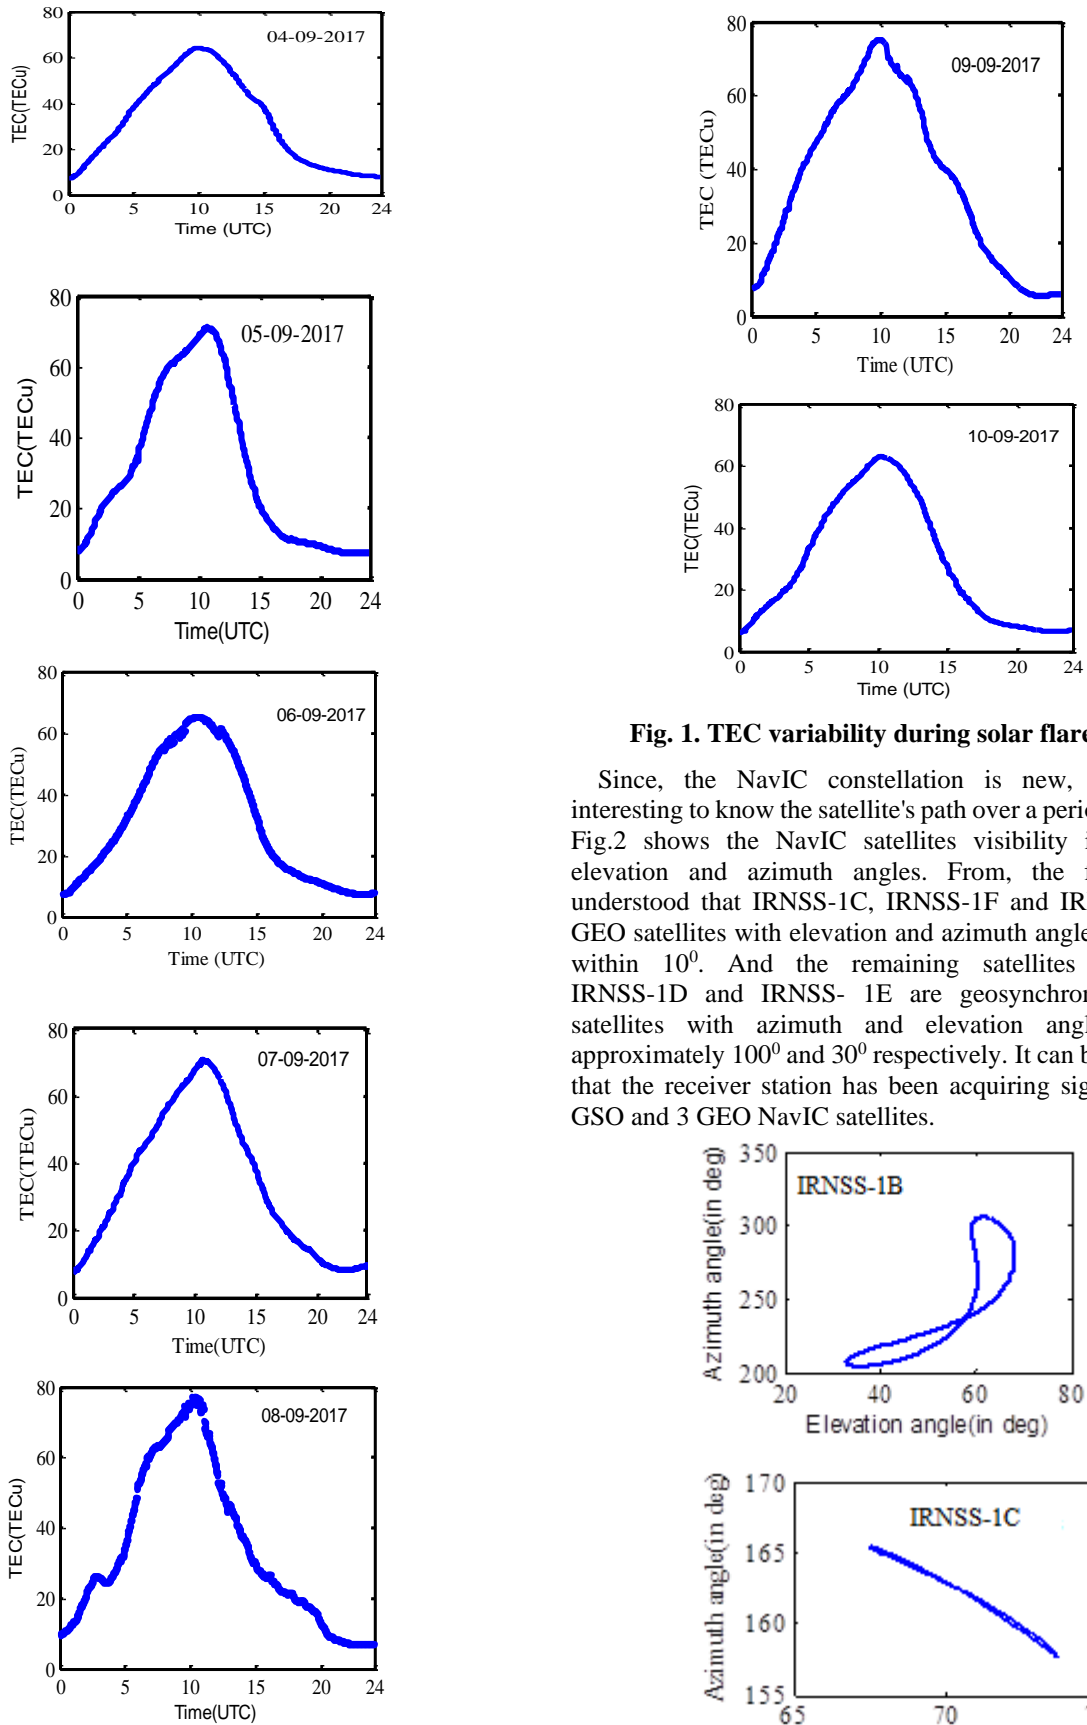 80
60
40
20
0
TEC(TECu)
04-09-2017
0 5 10 15 20 24
Time (UTC)
80
60
40
20
0
TEC(TECu)
05-09-2017
0 5 10 15 20 24
Time(UTC)
80
60
40
20
0
TEC(TECu)
06-09-2017
0 5 10 15 20 24
Time (UTC)
80
60
40
20
0
TEC(TECu)
07-09-2017
0 5 10 15 20 24
Time(UTC)
80
60
40
20
0
TEC(TECu)
08-09-2017
0 5 10 15 20 24
Time(UTC)
80
60
40
20
0
TEC (TECu)
09-09-2017
0 5 10 15 20 24
Time (UTC)
80
60
40
20
0
TEC(TECu)
10-09-2017
0 5 10 15 20 24
Time (UTC)
Fig. 1. TEC variability during solar flare
Since, the NavIC constellation is new,
interesting to know the satellite's path over a
Fig.2 shows the NavIC satellites visibility
elevation and azimuth angles. From, the
understood that IRNSS-1C, IRNSS-1F and
GEO satellites with elevation and azimuth
within 10⁰. And the remaining satellites
IRNSS-1D and IRNSS- 1E are
satellites with azimuth and elevation
approximately 100⁰ and 30⁰ respectively. It can
that the receiver station has been acquiring
GSO and 3 GEO NavIC satellites.
350
300
250
200
Azimuth angle(in deg)
IRNSS-1B
20 40 60 80
Elevation angle(in deg)
170
165
160
155
Azimuth angle(in deg)
IRNSS-1C
65 70